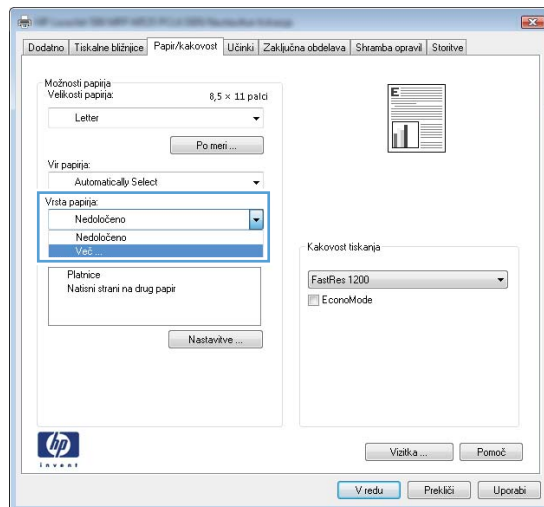 Dodatno Tiskalne bližnjice Papir/kakovost Učinki Zaključna obdelava Shramba opravil Storitve
Možnosti papirja
Velikosti papirja: 8,5 × 11 palci
Letter
Po meri ...
Vir papirja:
Automatically Select
Vrsta papirja:
Nedoločeno
Nedoločeno
Več ...
Platnice
Natisni strani na drug papir
Nastavitve ...
E
Kakovost tiskanja
FastRes 1200
EconoMode
hp
invent
Vizitka ... Pomoč
V redu Prekliči Uporabi